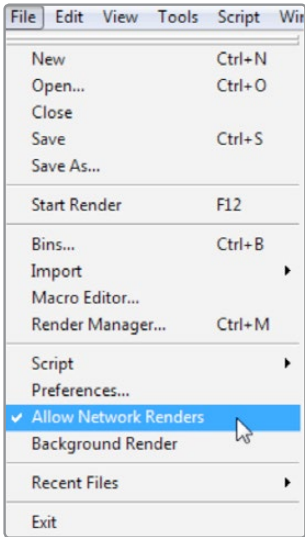 File Edit View Tools Script Wir
New Ctrl+N
Open... Ctrl+O
Close
Save Ctrl+S
Save As...
Start Render F12
Bins... Ctrl+B
Import
Macro Editor...
Render Manager... Ctrl+M
Script
Preferences...
Allow Network Renders
Background Render
Recent Files
Exit